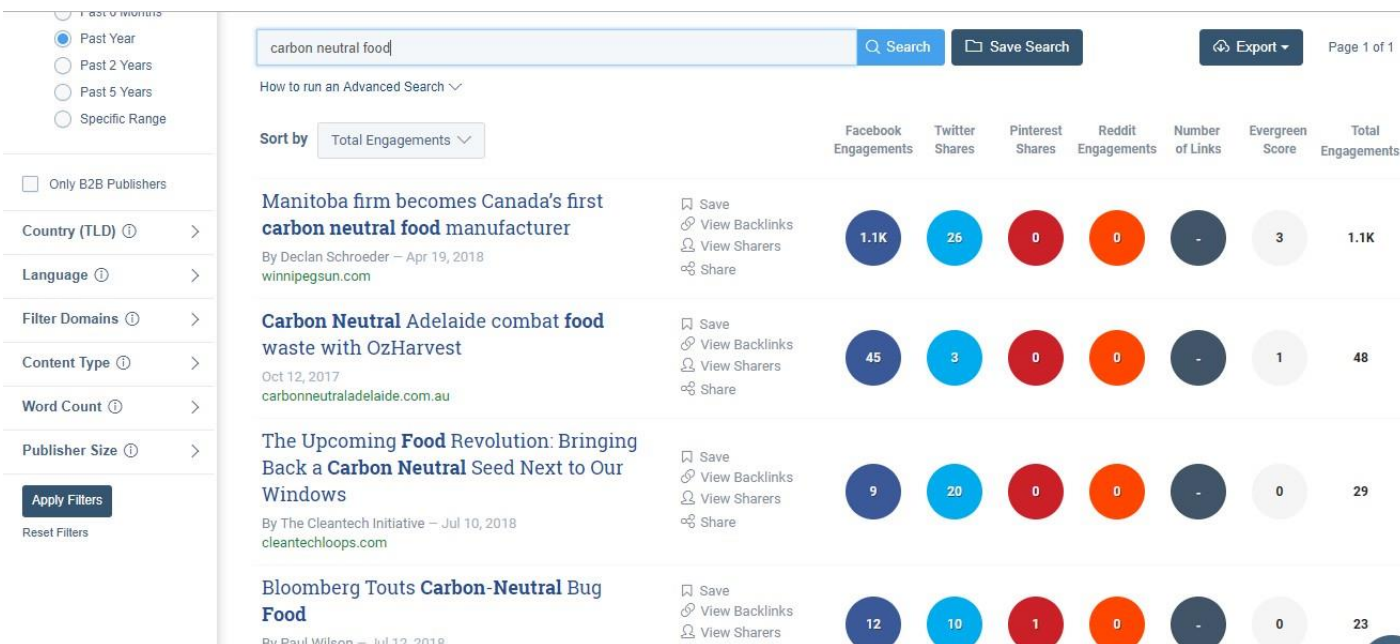 Past 6 Months
Past Year
Past 2 Years
Past 5 Years
Specific Range
Only B2B Publishers
Country (TLD)
Language
Filter Domains
Content Type
Word Count
Publisher Size
Apply Filters
Reset Filters
carbon neutral food
Search
Save Search
Export
Page 1 of 1
How to run an Advanced Search
Sort by Total Engagements
Facebook Engagements
Twitter Shares
Pinterest Shares
Reddit Engagements
Number of Links
Evergreen Score
Total Engagements
Manitoba firm becomes Canada's first
carbon neutral food manufacturer
By Declan Schroeder – Apr 19, 2018
winnipegsun.com
Save
View Backlinks
View Sharers
Share
1.1K 26 0 0 - 3 1.1K
Carbon Neutral Adelaide combat food
waste with OzHarvest
Oct 12, 2017
carbonneutraladelaide.com.au
Save
View Backlinks
View Sharers
Share
45 3 0 0 - 1 48
The Upcoming Food Revolution: Bringing
Back a Carbon Neutral Seed Next to Our
Windows
By The Cleantech Initiative – Jul 10, 2018
cleantechloops.com
Save
View Backlinks
View Sharers
Share
9 20 0 0 - 0 29
Bloomberg Touts Carbon-Neutral Bug
Food
By Paul Wilson – Jul 12, 2018
Save
View Backlinks
View Sharers
12 10 1 0 - 0 23